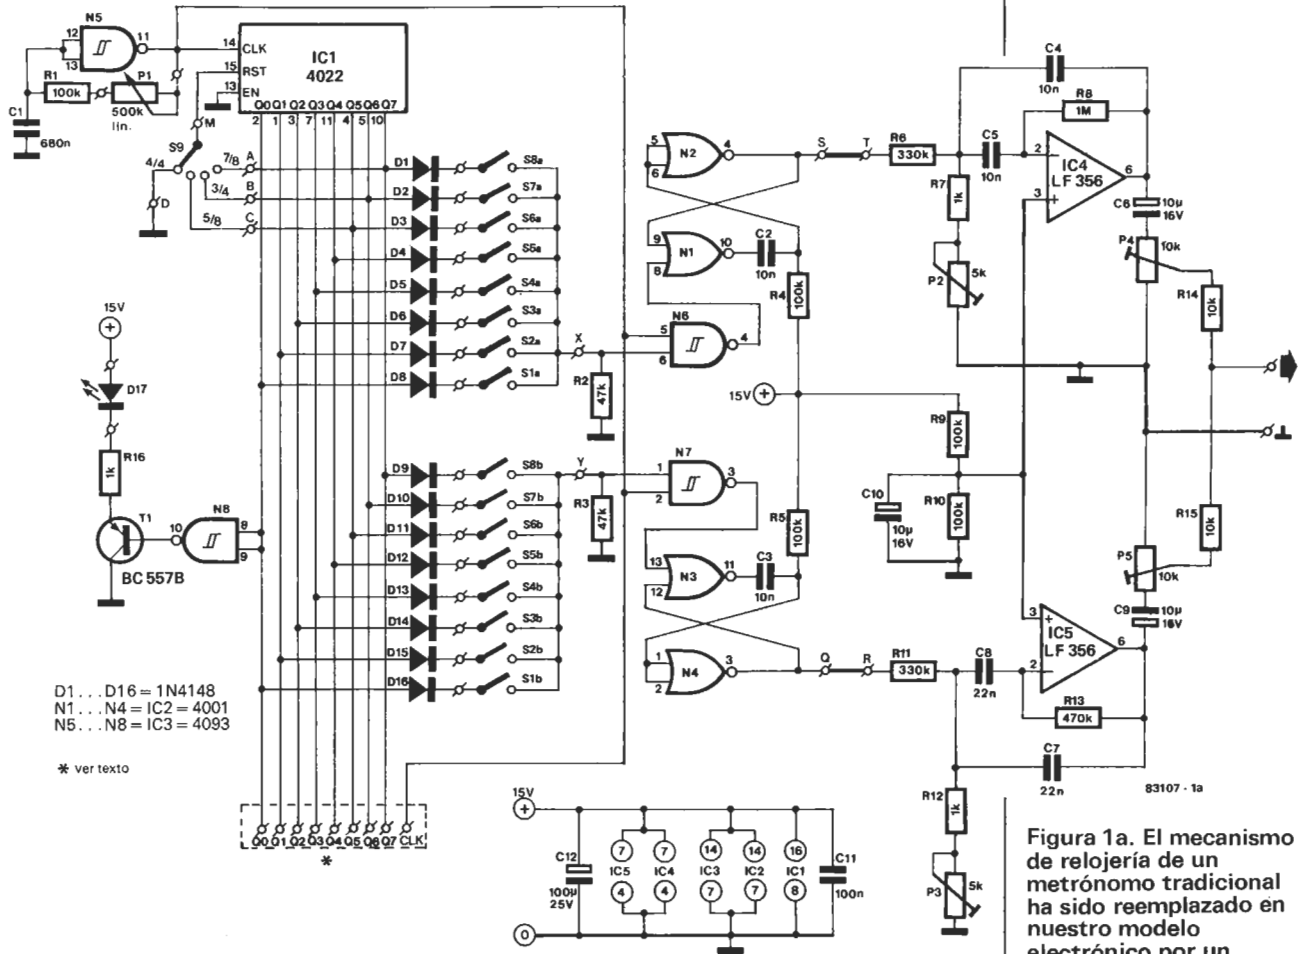 N5
12
13
11
R1
100k
P1
500k
lin.
C1
680n
14 CLK
15 RST
13 EN
IC1
4022
Q0 Q1 Q2 Q3 Q4 Q5 Q6 Q7
2 1 3 7 11 4 5 10
M
S9
4/4
7/8
3/4
5/8
A
B
C
D
D1 S8a
D2 S7a
D3 S6a
D4 S5a
D5 S4a
D6 S3a
D7 S2a
D8 S1a
X
R2
47k
15V
+
D17
R16
1k
T1
BC 557B
10
N8
8
9
D9 S8b
D10 S7b
D11 S6b
D12 S5b
D13 S4b
D14 S3b
D15 S2b
D16 S1b
Y
R3
47k
5
6
N2
4
9
8
N1
10
C2
10n
R4
100k
5
6
N6
4
15V +
1
2
N7
3
R5
100k
13
12
N3
11
C3
10n
1
2
N4
3
S T
R6
330k
C4
10n
R8
1M
C5
10n
R7
1k
P2
5k
2 −
3 +
IC4
LF 356
6
C6
10µ
16V
P4
10k
R14
10k
R9
100k
R10
100k
C10
10µ
16V
R15
10k
P5
10k
C9
10µ
16V
3 +
2 −
IC5
LF 356
6
Q R
R11
330k
C8
22n
R13
470k
C7
22n
R12
1k
P3
5k
83107 - 1a
D1 . . . D16 = 1N4148
N1 . . . N4 = IC2 = 4001
N5 . . . N8 = IC3 = 4093
* ver texto
Q0 Q1 Q2 Q3 Q4 Q5 Q6 Q7 CLK
*
15V
+
0
C12
100µ
25V
7 7 14 14 16
IC5 IC4 IC3 IC2 IC1
4 4 7 7 8
C11
100n
Figura 1a. El mecanismo
de relojería de un
metrónomo tradicional
ha sido reemplazado en
nuestro modelo
electrónico por un